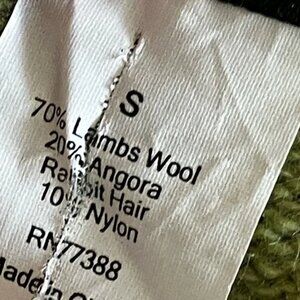 S
70% Lambs Wool
20% Angora
Rabbit Hair
10% Nylon
RN77388
Made in